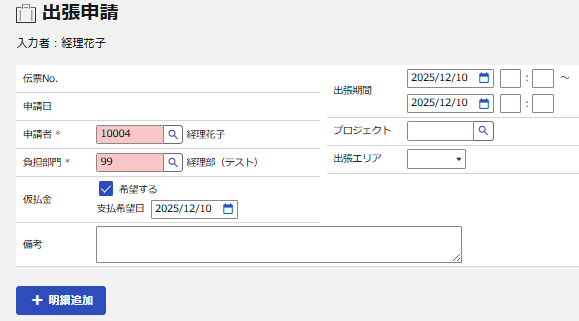 出張申請
入力者：経理花子
伝票No.
申請日
申請者 * 10004 経理花子
負担部門 * 99 経理部（テスト）
仮払金 希望する
支払希望日 2025/12/10
備考
出張期間 2025/12/10 : ～
2025/12/10 :
プロジェクト
出張エリア
+ 明細追加